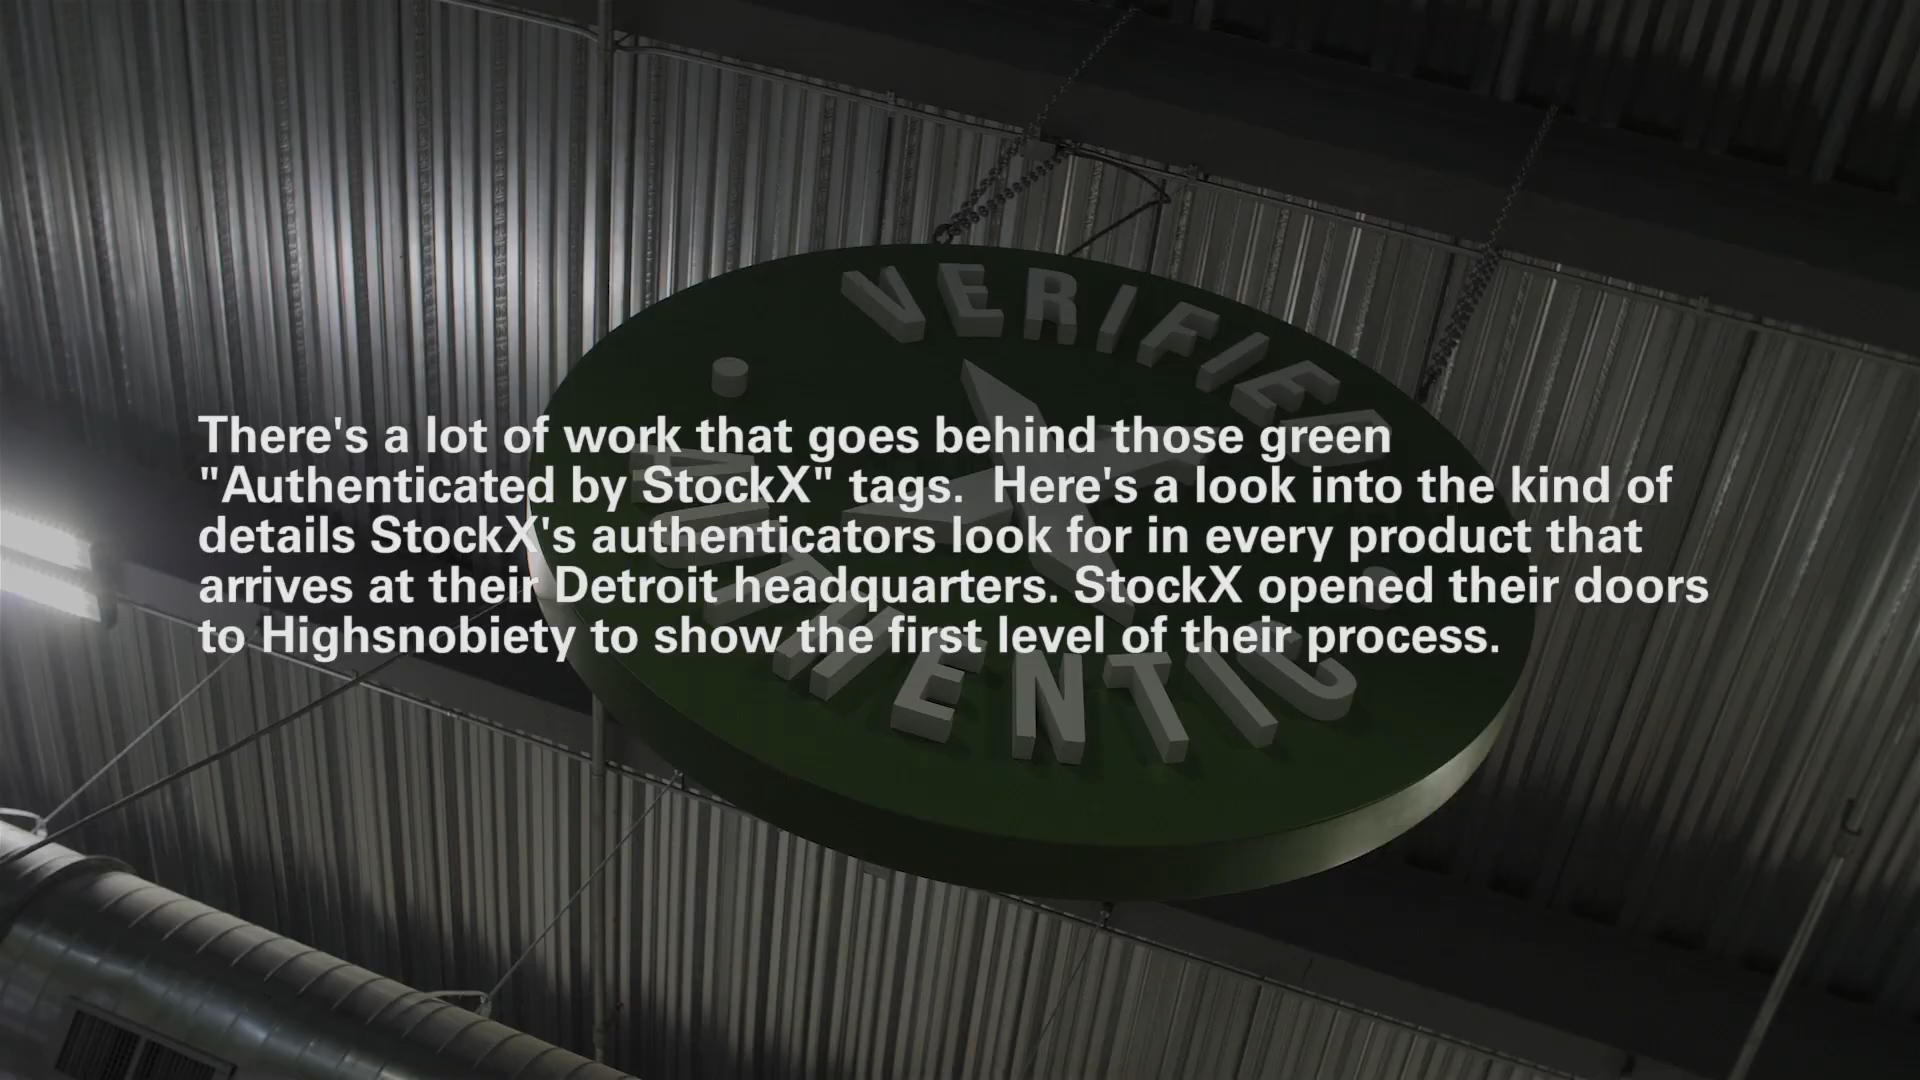 VERIFIED
There's a lot of work that goes behind those green
"Authenticated by StockX" tags.  Here's a look into the kind of
details StockX's authenticators look for in every product that
arrives at their Detroit headquarters. StockX opened their doors
to Highsnobiety to show the first level of their process.
AUTHENTIC